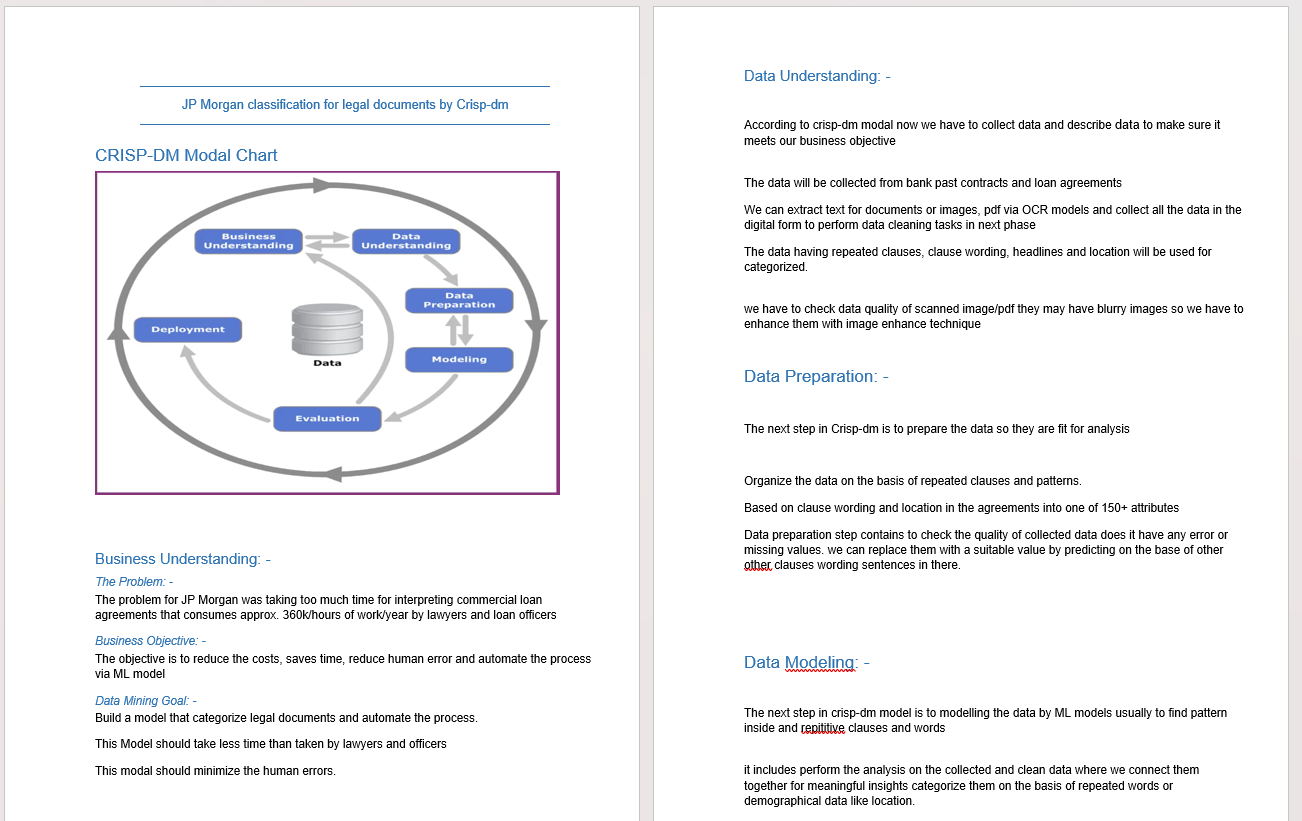 JP Morgan classification for legal documents by Crisp-dm
CRISP-DM Modal Chart
Business
Understanding
Data
Understanding
Data
Preparation
Deployment
Data
Modeling
Evaluation
Business Understanding: -
The Problem: -
The problem for JP Morgan was taking too much time for interpreting commercial loan
agreements that consumes approx. 360k/hours of work/year by lawyers and loan officers
Business Objective: -
The objective is to reduce the costs, saves time, reduce human error and automate the process
via ML model
Data Mining Goal: -
Build a model that categorize legal documents and automate the process.
This Model should take less time than taken by lawyers and officers
This modal should minimize the human errors.
Data Understanding: -
According to crisp-dm modal now we have to collect data and describe data to make sure it
meets our business objective
The data will be collected from bank past contracts and loan agreements
We can extract text for documents or images, pdf via OCR models and collect all the data in the
digital form to perform data cleaning tasks in next phase
The data having repeated clauses, clause wording, headlines and location will be used for
categorized.
we have to check data quality of scanned image/pdf they may have blurry images so we have to
enhance them with image enhance technique
Data Preparation: -
The next step in Crisp-dm is to prepare the data so they are fit for analysis
Organize the data on the basis of repeated clauses and patterns.
Based on clause wording and location in the agreements into one of 150+ attributes
Data preparation step contains to check the quality of collected data does it have any error or
missing values. we can replace them with a suitable value by predicting on the base of other
other clauses wording sentences in there.
Data Modeling: -
The next step in crisp-dm model is to modelling the data by ML models usually to find pattern
inside and repititive clauses and words
it includes perform the analysis on the collected and clean data where we connect them
together for meaningful insights categorize them on the basis of repeated words or
demographical data like location.